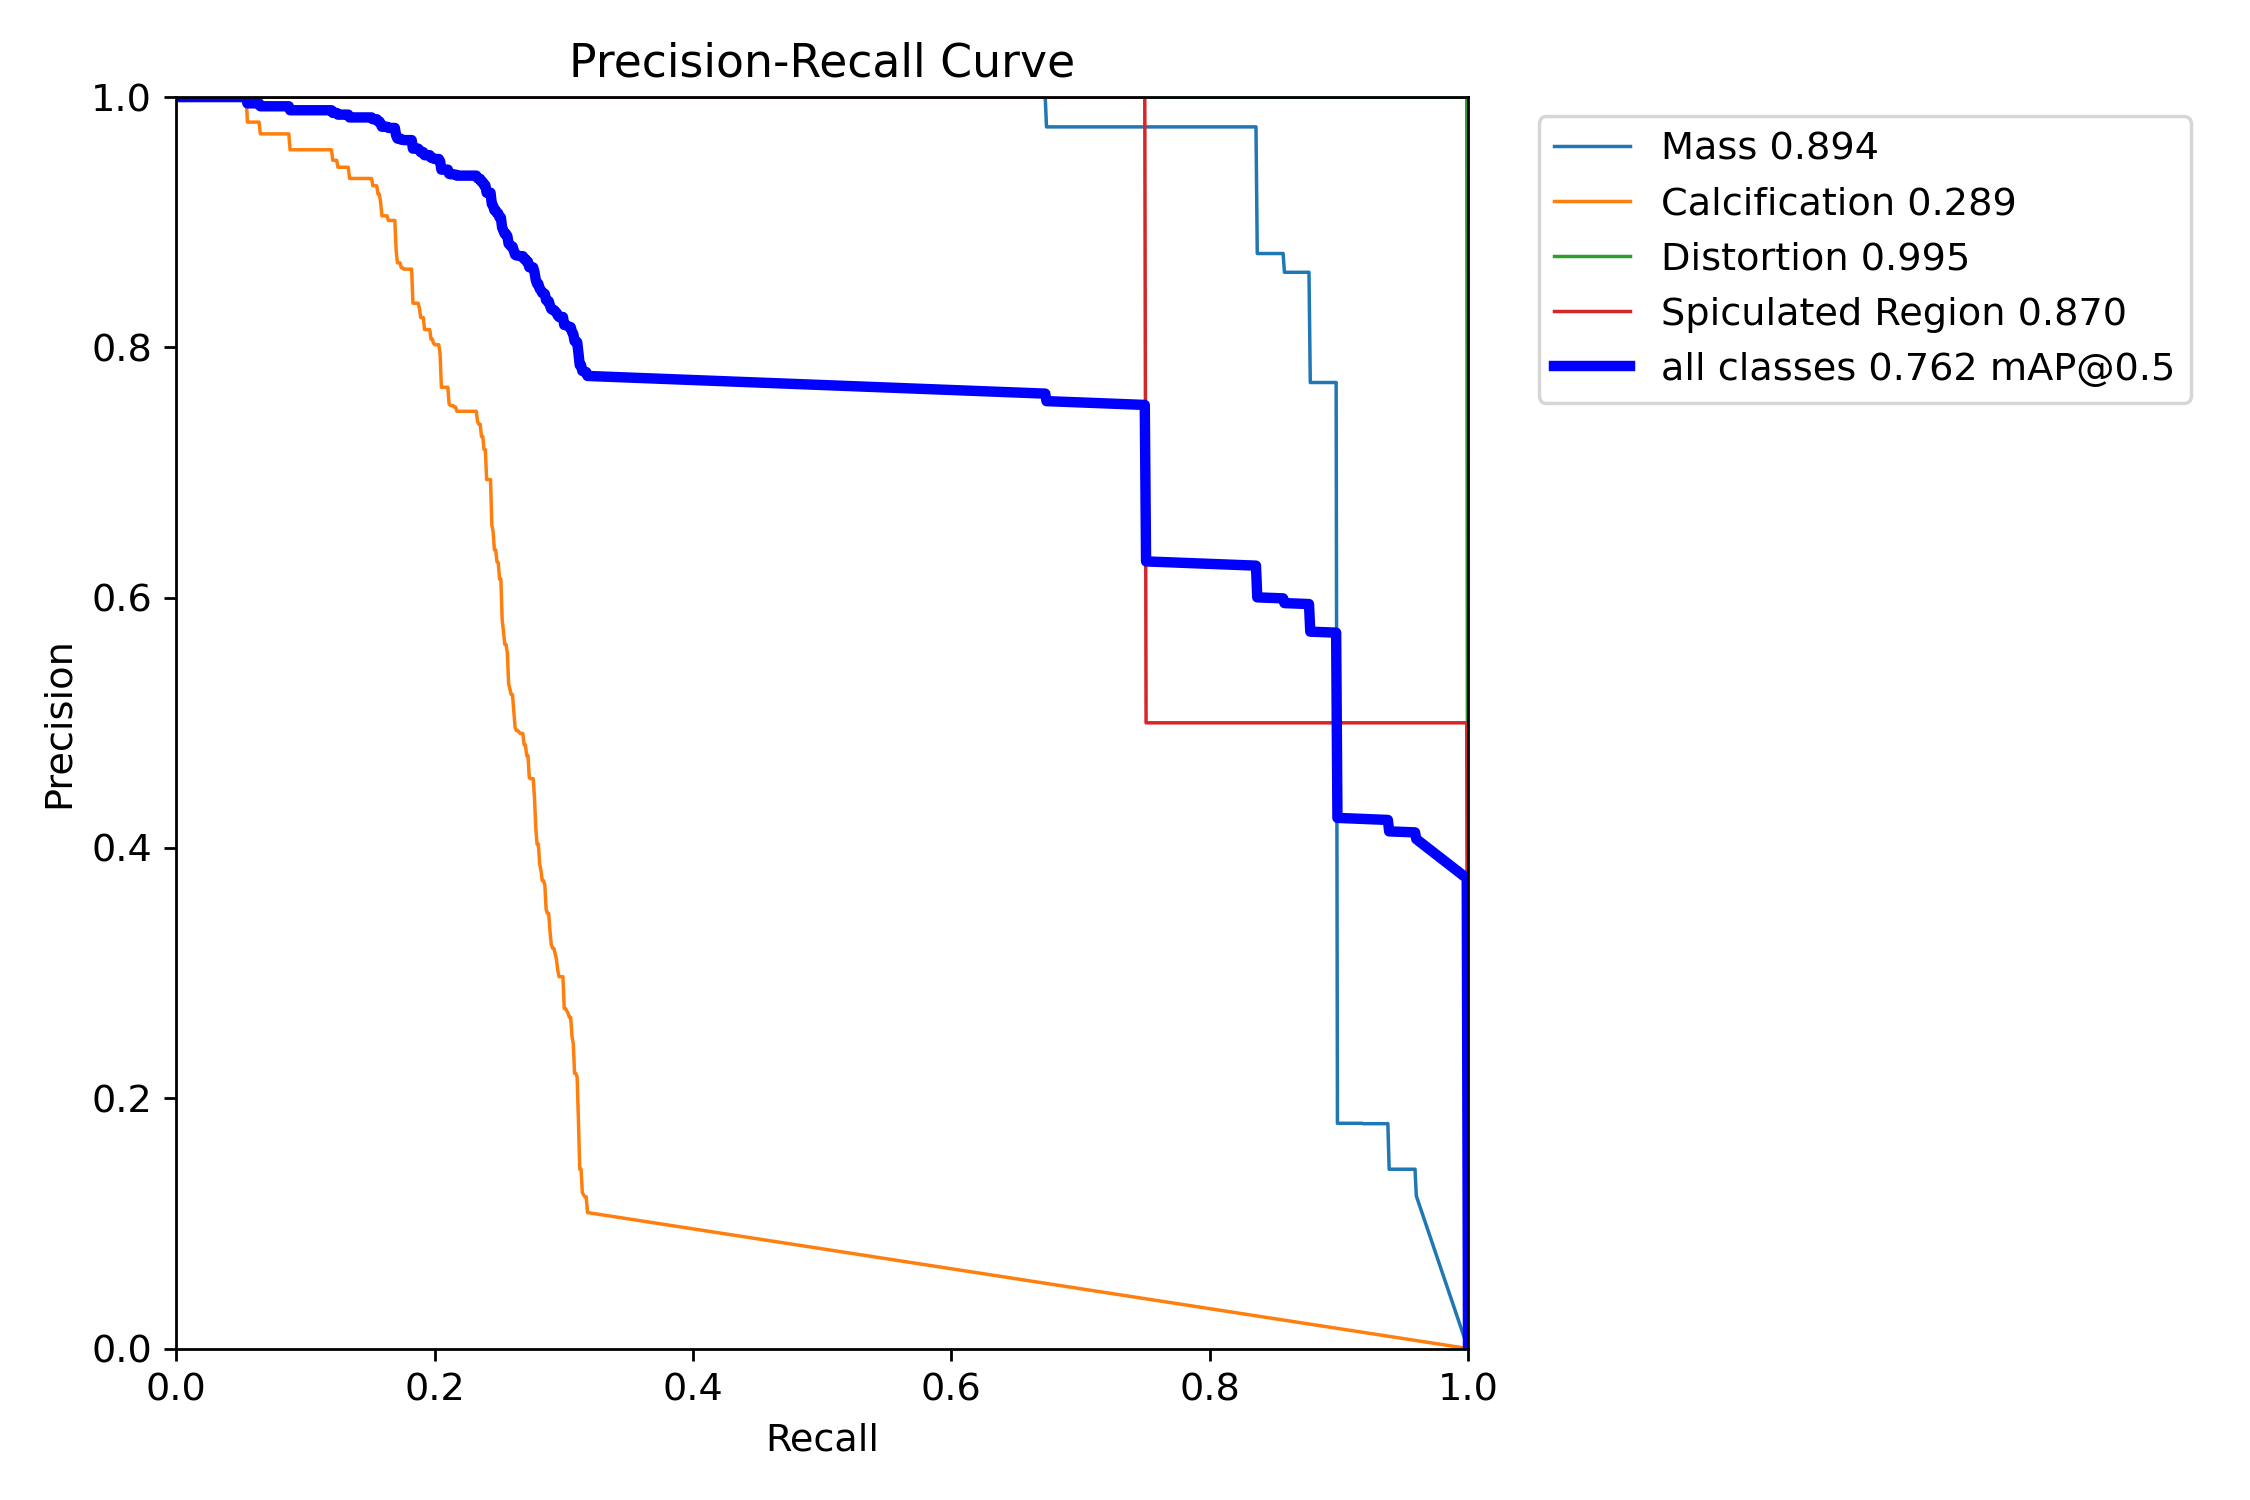 Precision-Recall Curve
1.0
0.8
0.6
0.4
0.2
0.0
Precision
0.0 0.2 0.4 0.6 0.8 1.0
Recall
Mass 0.894
Calcification 0.289
Distortion 0.995
Spiculated Region 0.870
all classes 0.762 mAP@0.5